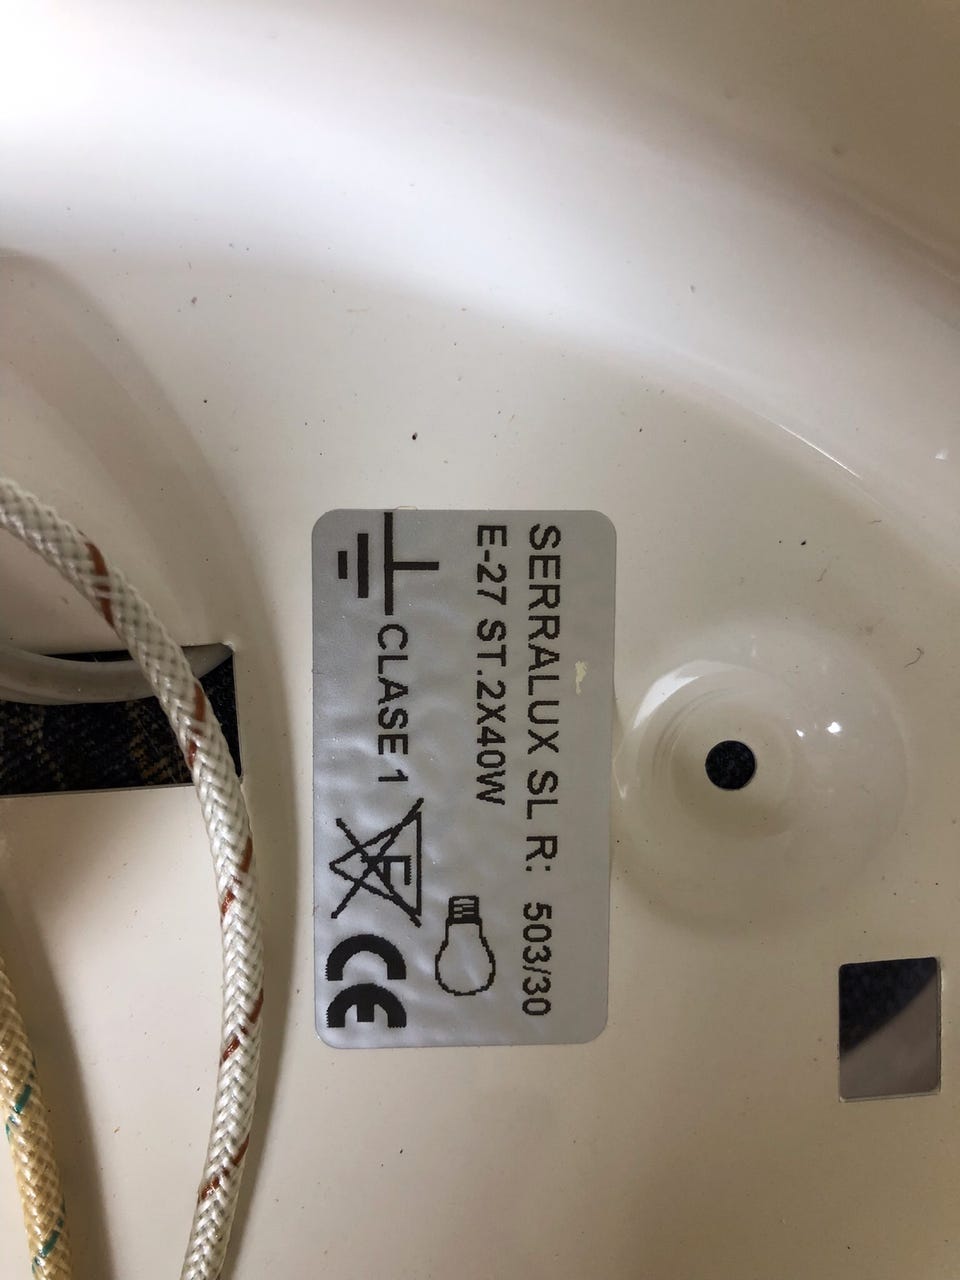 SERRALUX SL R: 503/30
E-27 ST.2X40W
CLASE 1
F
CE